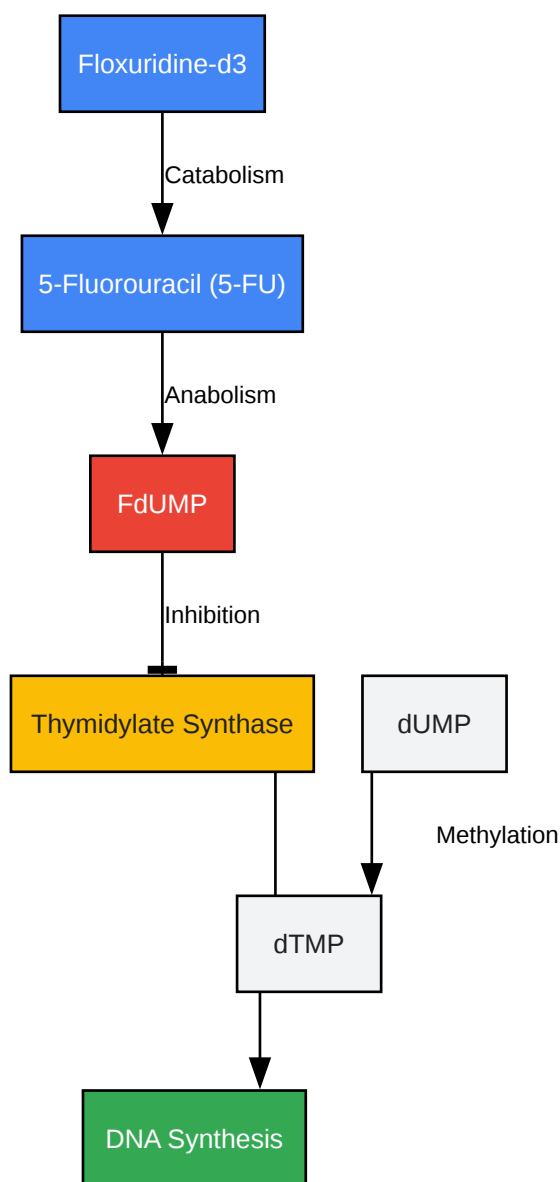 Floxuridine-d3
Catabolism
5-Fluorouracil (5-FU)
Anabolism
FdUMP
Inhibition
Thymidylate Synthase
dUMP
Methylation
dTMP
DNA Synthesis